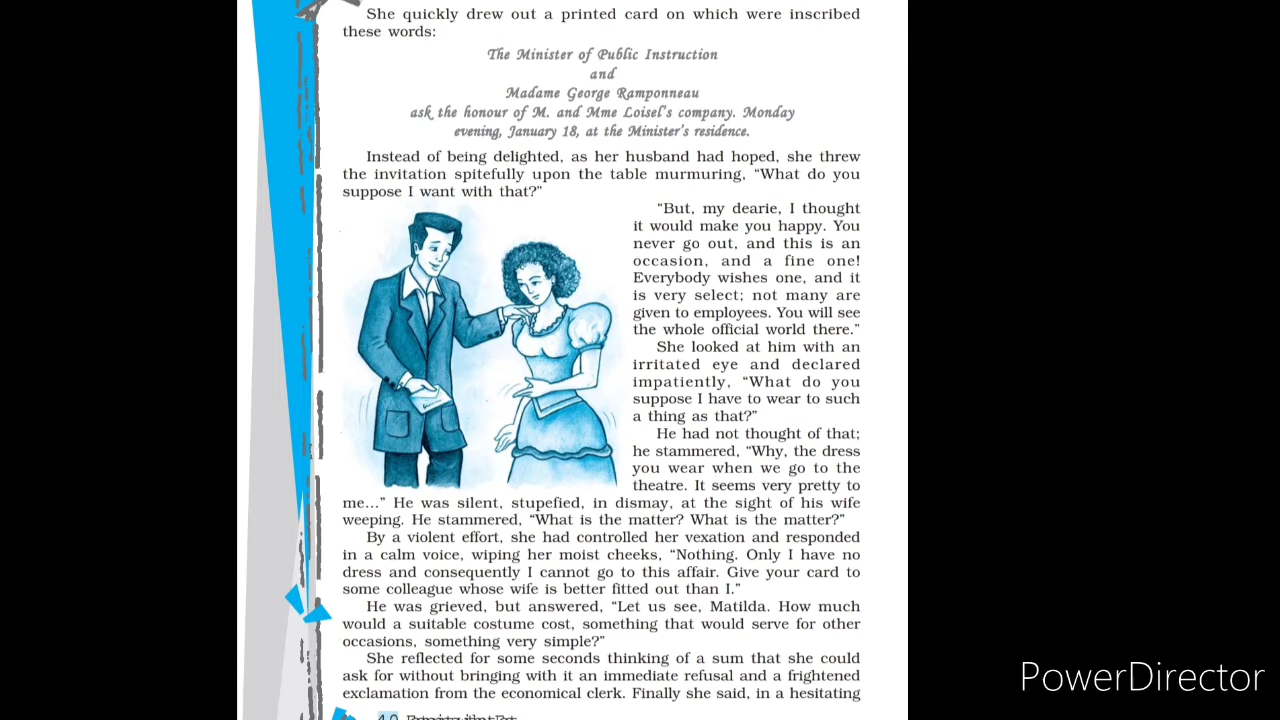 She quickly drew out a printed card on which were inscribed
these words:
The Minister of Public Instruction
and
Madame George Ramponneau
ask the honour of M. and Mme Loisel's company. Monday
evening, January 18, at the Minister's residence.
Instead of being delighted, as her husband had hoped, she threw
the invitation spitefully upon the table murmuring, “What do you
suppose I want with that?”
“But, my dearie, I thought
it would make you happy. You
never go out, and this is an
occasion, and a fine one!
Everybody wishes one, and it
is very select; not many are
given to employees. You will see
the whole official world there.”
She looked at him with an
irritated eye and declared
impatiently, “What do you
suppose I have to wear to such
a thing as that?”
He had not thought of that;
he stammered, “Why, the dress
you wear when we go to the
theatre. It seems very pretty to
me...” He was silent, stupefied, in dismay, at the sight of his wife
weeping. He stammered, “What is the matter? What is the matter?”
By a violent effort, she had controlled her vexation and responded
in a calm voice, wiping her moist cheeks, “Nothing. Only I have no
dress and consequently I cannot go to this affair. Give your card to
some colleague whose wife is better fitted out than I.”
He was grieved, but answered, “Let us see, Matilda. How much
would a suitable costume cost, something that would serve for other
occasions, something very simple?”
She reflected for some seconds thinking of a sum that she could
ask for without bringing with it an immediate refusal and a frightened
exclamation from the economical clerk. Finally she said, in a hesitating
PowerDirector